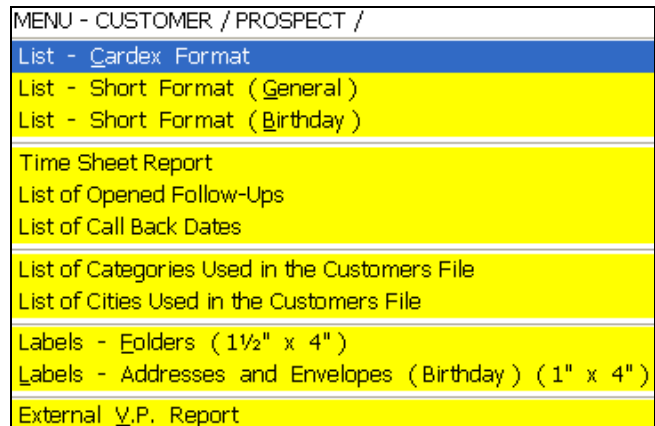 MENU - CUSTOMER / PROSPECT /
List - Cardex Format
List - Short Format ( General )
List - Short Format ( Birthday )
Time Sheet Report
List of Opened Follow-Ups
List of Call Back Dates
List of Categories Used in the Customers File
List of Cities Used in the Customers File
Labels - Folders ( 1½" x 4" )
Labels - Addresses and Envelopes ( Birthday ) ( 1" x 4" )
External V.P. Report